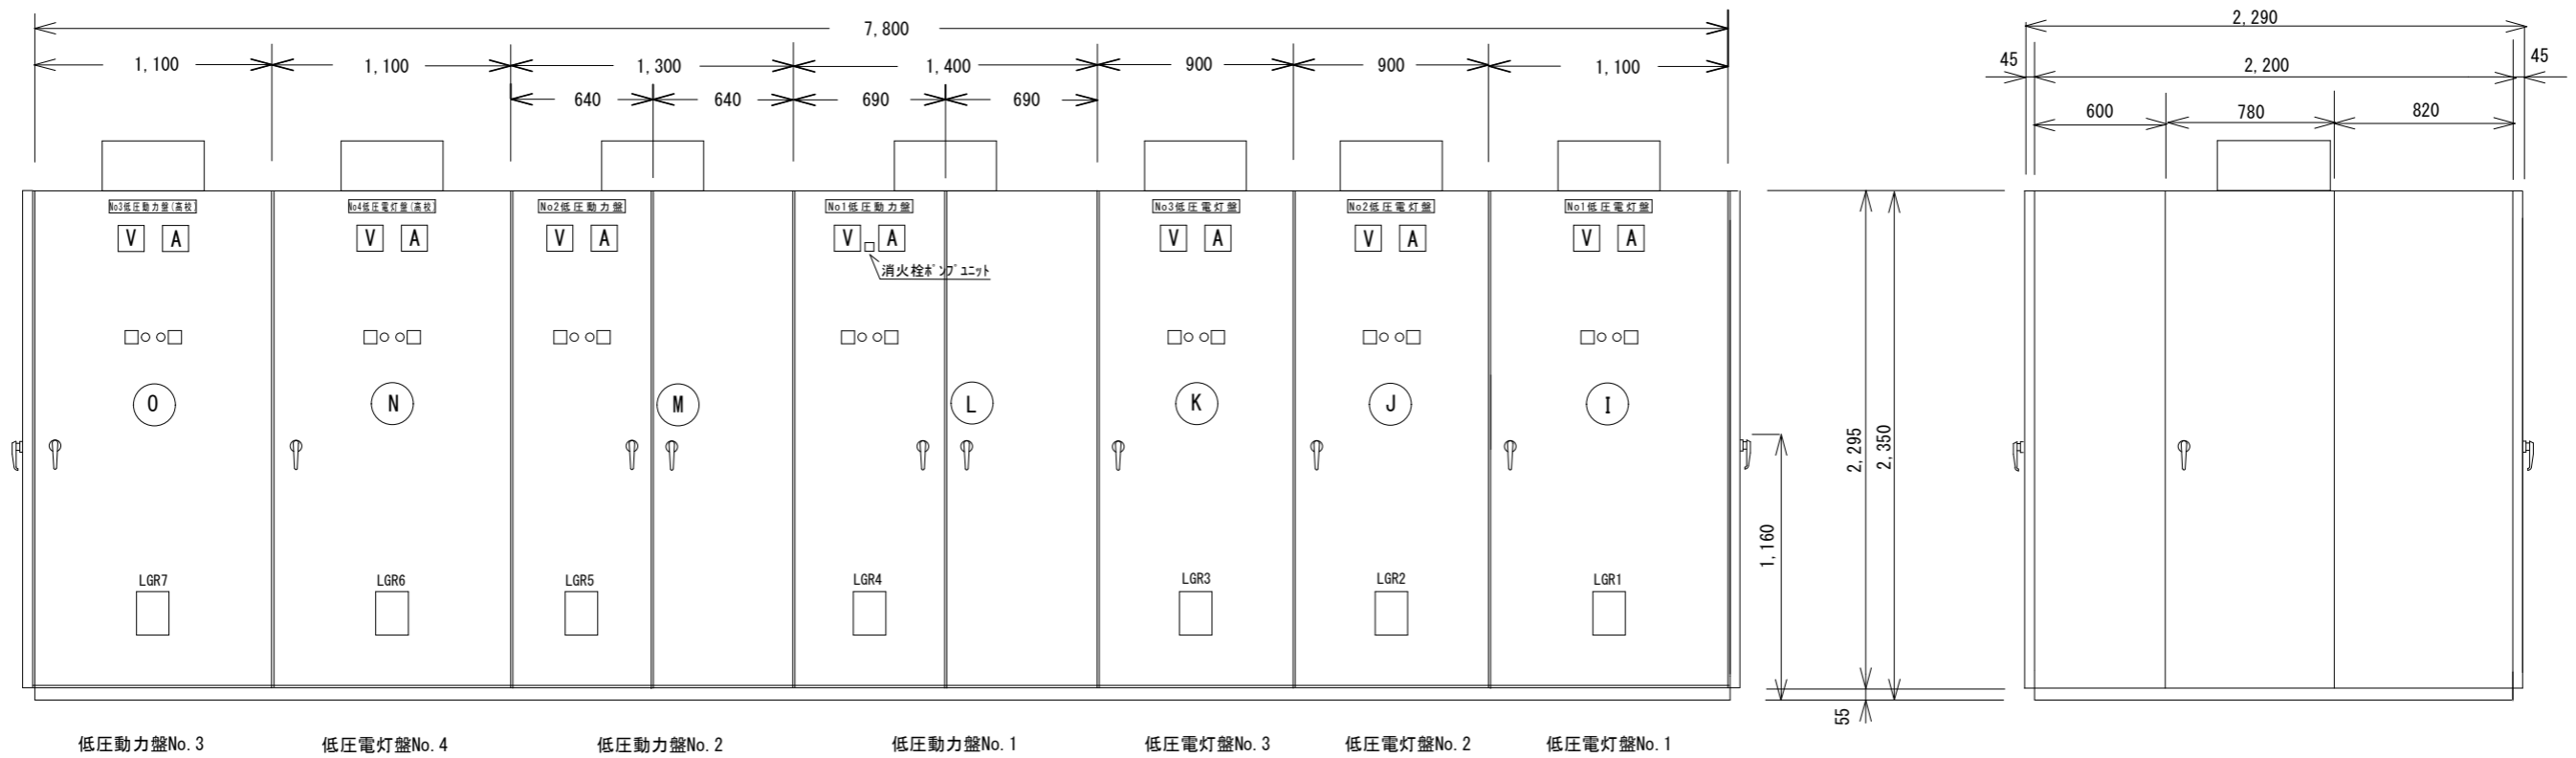 7,800
2,290
1,100
1,100
1,300
1,400
900
900
1,100
45
2,200
45
640
640
690
690
600
780
820
No3低圧動力盤(高校)
No4低圧電灯盤(高校)
No2低圧動力盤
No1低圧動力盤
No3低圧電灯盤
No2低圧電灯盤
No1低圧電灯盤
V A
V A
V A
V A
V A
V A
V A
消火栓ポンプユニット
O
N
M
L
K
J
I
2,295
2,350
1,160
55
LGR7
LGR6
LGR5
LGR4
LGR3
LGR2
LGR1
低圧動力盤No.3
低圧電灯盤No.4
低圧動力盤No.2
低圧動力盤No.1
低圧電灯盤No.3
低圧電灯盤No.2
低圧電灯盤No.1